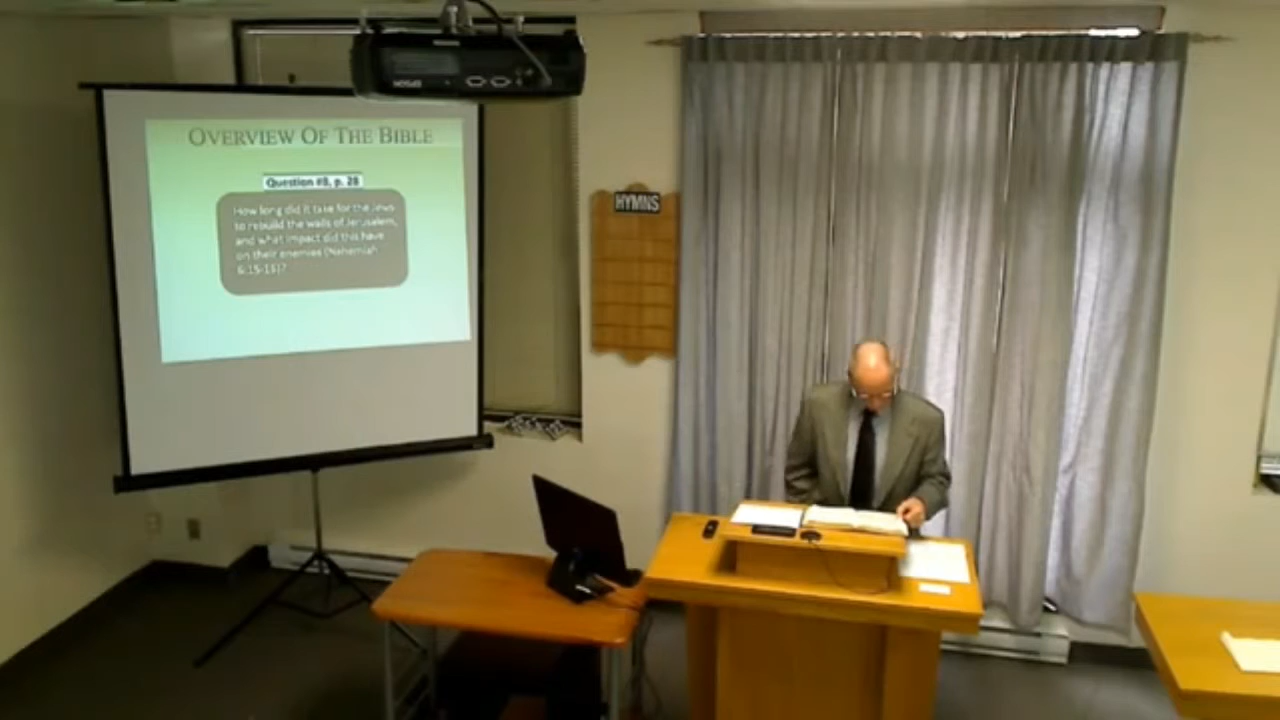 OVERVIEW OF THE BIBLE
Question #8, p. 28
How long did it take for the Jews
to rebuild the walls of Jerusalem,
and what impact did this have
on their enemies (Nehemiah
6:15-16)?
HYMNS
EPSON